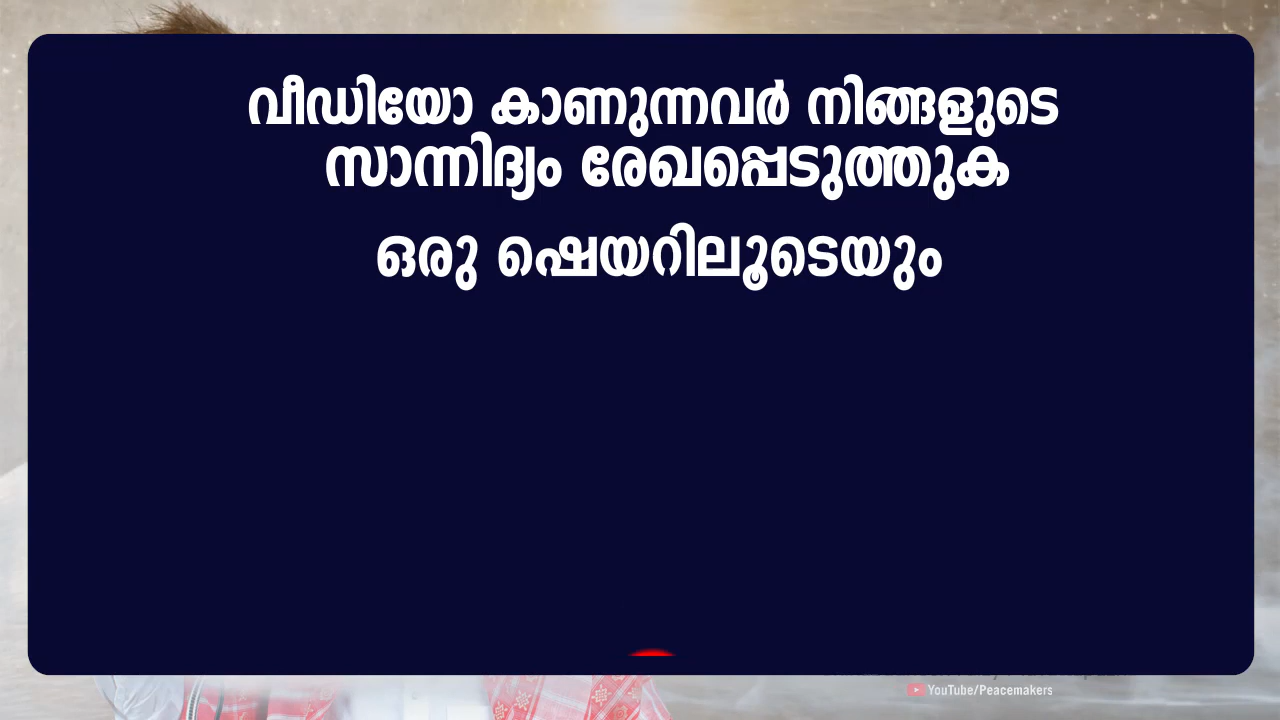 വീഡിയോ കാണുന്നവർ നിങ്ങളുടെ
സാന്നിദ്യം രേഖപ്പെടുത്തുക
ഒരു ഷെയറിലൂടെയും
YouTube/Peacemakers